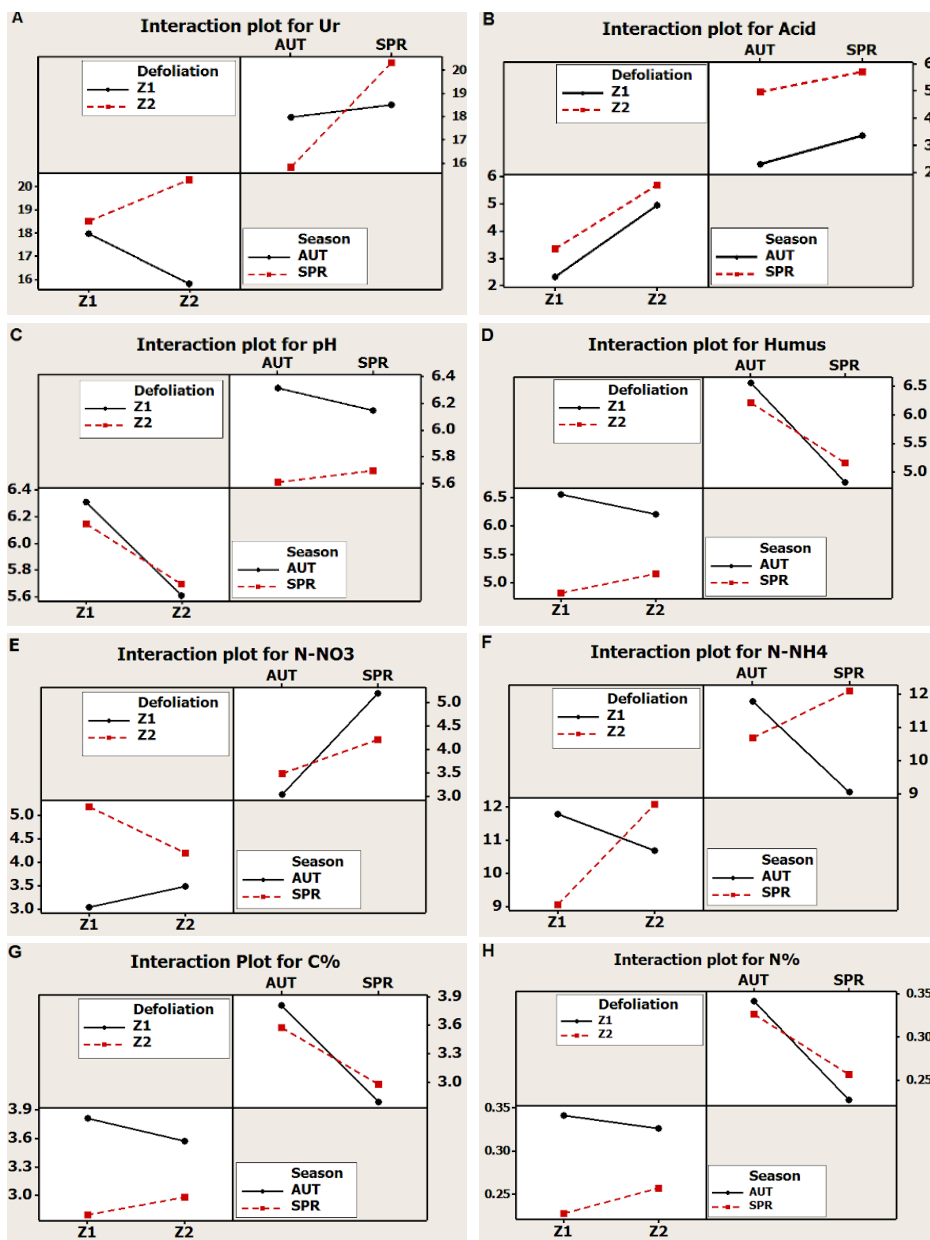 A
Interaction plot for Ur
AUT SPR
Defoliation
Z1
Z2
20
19
18
17
16
20
19
18
17
16
Season
AUT
SPR
Z1 Z2
B
Interaction plot for Acid
AUT SPR
Defoliation
Z1
Z2
6
5
4
3
2
6
5
4
3
2
Season
AUT
SPR
Z1 Z2
C
Interaction plot for pH
AUT SPR
Defoliation
Z1
Z2
6.4
6.2
6.0
5.8
5.6
6.4
6.2
6.0
5.8
5.6
Season
AUT
SPR
Z1 Z2
D
Interaction plot for Humus
AUT SPR
Defoliation
Z1
Z2
6.5
6.0
5.5
5.0
6.5
6.0
5.5
5.0
Season
AUT
SPR
Z1 Z2
E
Interaction plot for N-NO3
AUT SPR
Defoliation
Z1
Z2
5.0
4.5
4.0
3.5
3.0
5.0
4.5
4.0
3.5
3.0
Season
AUT
SPR
Z1 Z2
F
Interaction plot for N-NH4
AUT SPR
Defoliation
Z1
Z2
12
11
10
9
12
11
10
9
Season
AUT
SPR
Z1 Z2
G
Interaction Plot for C%
AUT SPR
Defoliation
Z1
Z2
3.9
3.6
3.3
3.0
3.9
3.6
3.3
3.0
Season
AUT
SPR
Z1 Z2
H
Interaction plot for N%
AUT SPR
Defoliation
Z1
Z2
0.35
0.30
0.25
0.35
0.30
0.25
Season
AUT
SPR
Z1 Z2